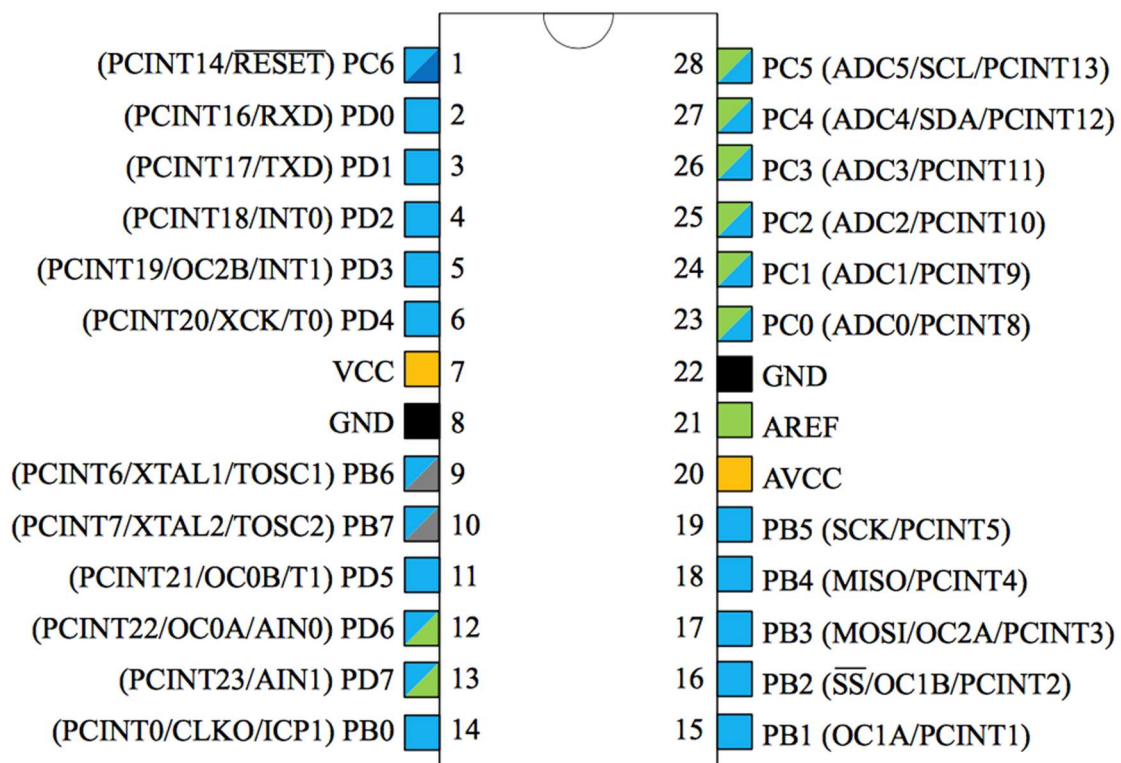 (PCINT14/RESET) PC6 1 28 PC5 (ADC5/SCL/PCINT13)
(PCINT16/RXD) PD0 2 27 PC4 (ADC4/SDA/PCINT12)
(PCINT17/TXD) PD1 3 26 PC3 (ADC3/PCINT11)
(PCINT18/INT0) PD2 4 25 PC2 (ADC2/PCINT10)
(PCINT19/OC2B/INT1) PD3 5 24 PC1 (ADC1/PCINT9)
(PCINT20/XCK/T0) PD4 6 23 PC0 (ADC0/PCINT8)
VCC 7 22 GND
GND 8 21 AREF
(PCINT6/XTAL1/TOSC1) PB6 9 20 AVCC
(PCINT7/XTAL2/TOSC2) PB7 10 19 PB5 (SCK/PCINT5)
(PCINT21/OC0B/T1) PD5 11 18 PB4 (MISO/PCINT4)
(PCINT22/OC0A/AIN0) PD6 12 17 PB3 (MOSI/OC2A/PCINT3)
(PCINT23/AIN1) PD7 13 16 PB2 (SS/OC1B/PCINT2)
(PCINT0/CLKO/ICP1) PB0 14 15 PB1 (OC1A/PCINT1)